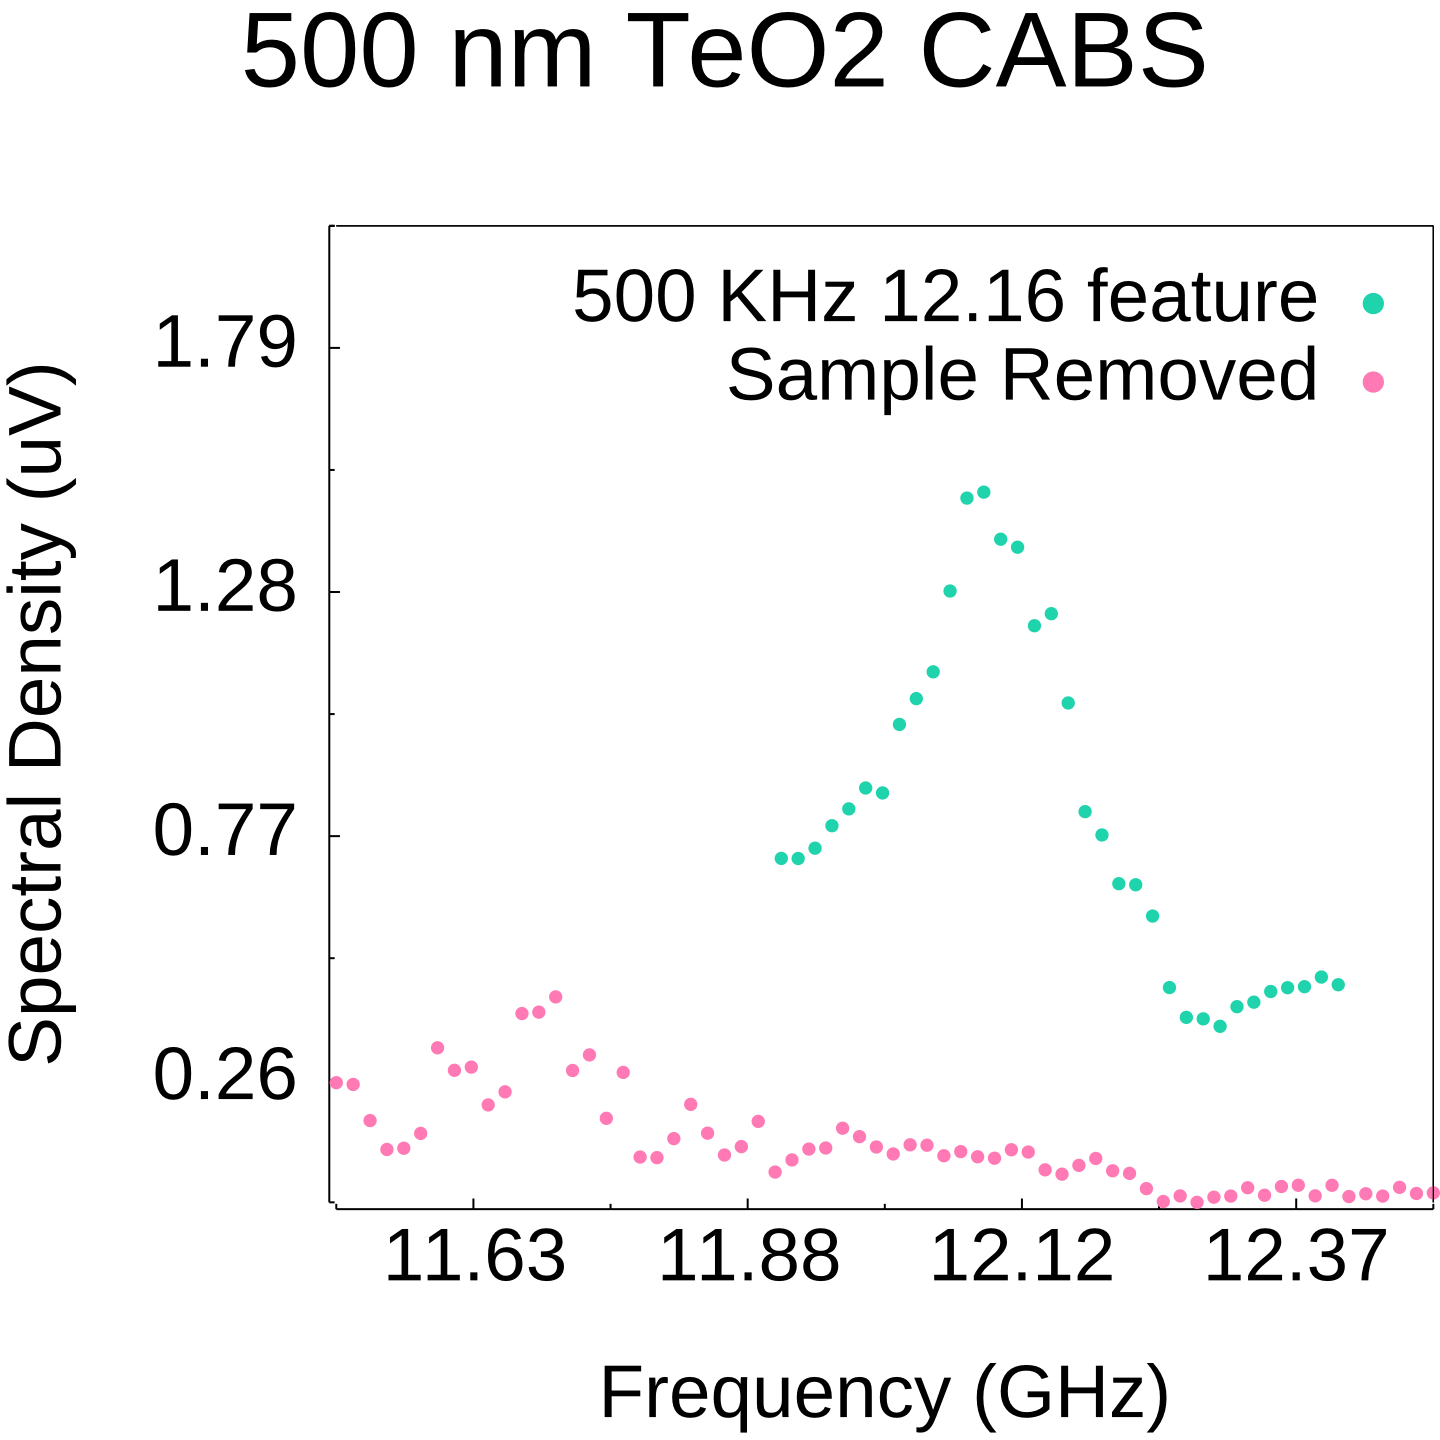 500 nm TeO2 CABS
500 KHz 12.16 feature
Sample Removed
Spectral Density (uV)
1.79
1.28
0.77
0.26
11.63 11.88 12.12 12.37
Frequency (GHz)